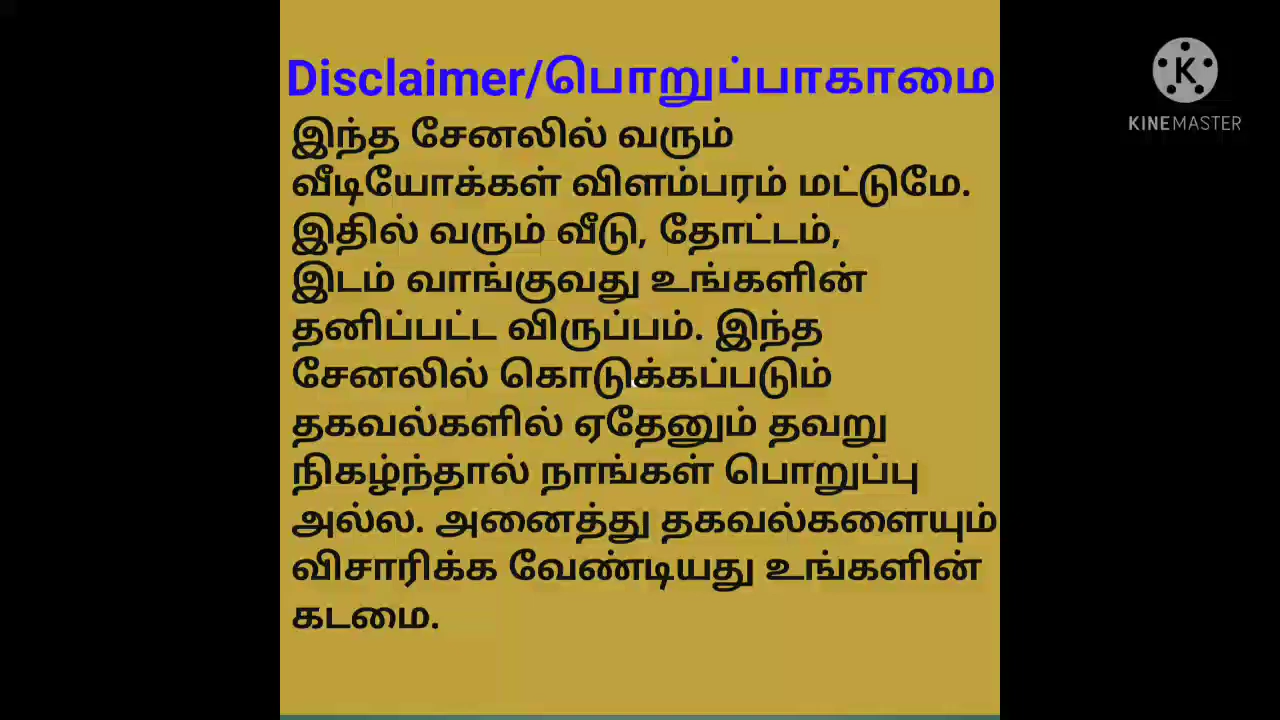 Disclaimer/பொறுப்பாகாமை
இந்த சேனலில் வரும்
வீடியோக்கள் விளம்பரம் மட்டுமே.
இதில் வரும் வீடு, தோட்டம்,
இடம் வாங்குவது உங்களின்
தனிப்பட்ட விருப்பம். இந்த
சேனலில் கொடுக்கப்படும்
தகவல்களில் ஏதேனும் தவறு
நிகழ்ந்தால் நாங்கள் பொறுப்பு
அல்ல. அனைத்து தகவல்களையும்
விசாரிக்க வேண்டியது உங்களின்
கடமை.
K
KINEMASTER